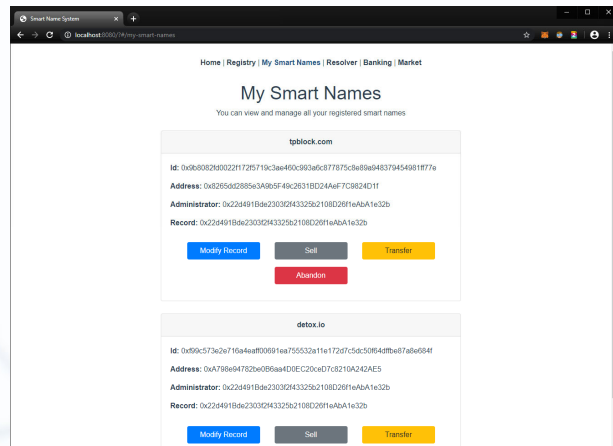 Smart Name System
localhost:8080/?#/my-smart-names
Home | Registry | My Smart Names | Resolver | Banking | Market
My Smart Names
You can view and manage all your registered smart names
tpblock.com
Id: 0x9b8082fd0022f172f5719c3ae460c993a6c877875c8e89a948379454981ff77e
Address: 0x8265dd2885e3A9b5F49c2631BD24AeF7C9824D1f
Administrator: 0x22d491Bde2303f2f43325b2108D26f1eAbA1e32b
Record: 0x22d491Bde2303f2f43325b2108D26f1eAbA1e32b
Modify Record Sell Transfer
Abandon
detox.io
Id: 0xf99c573e2e716a4eaff00691ea755532a11e172d7c5dc50f64dffbe87a8e684f
Address: 0xA798e94782be0B6aa4D0EC20ceD7c8210A242AE5
Administrator: 0x22d491Bde2303f2f43325b2108D26f1eAbA1e32b
Record: 0x22d491Bde2303f2f43325b2108D26f1eAbA1e32b
Modify Record Sell Transfer